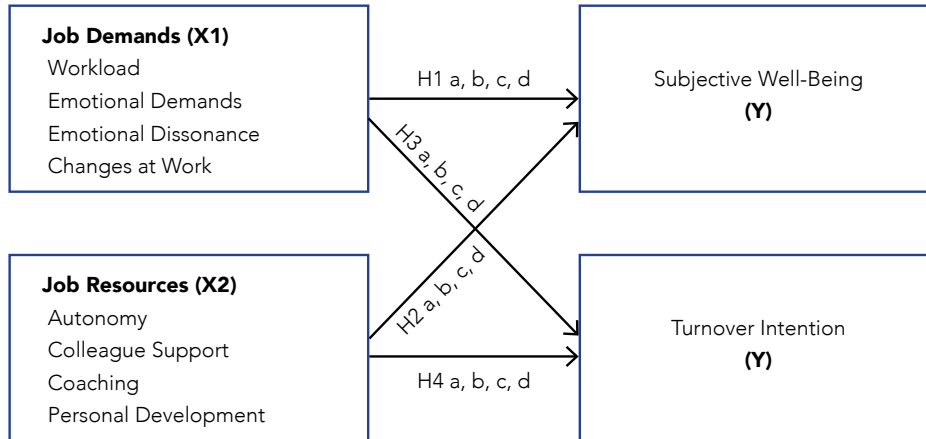 Job Demands (X1)
Workload
Emotional Demands
Emotional Dissonance
Changes at Work
H1 a, b, c, d
Subjective Well-Being
(Y)
H3 a, b, c, d
H2 a, b, c, d
Job Resources (X2)
Autonomy
Colleague Support
Coaching
Personal Development
H4 a, b, c, d
Turnover Intention
(Y)